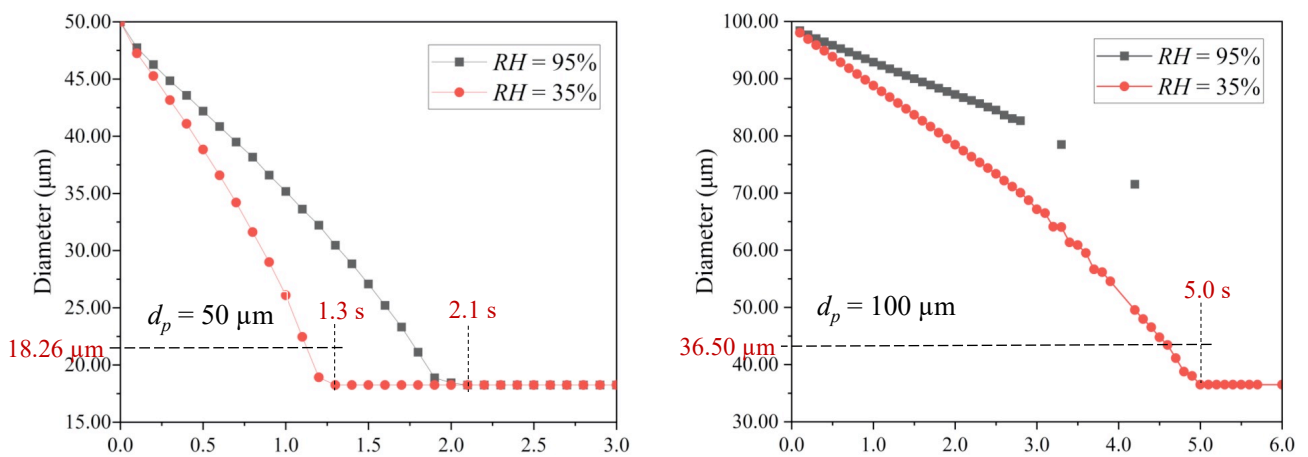 50.00
45.00
40.00
35.00
30.00
25.00
20.00
15.00
Diameter (μm)
RH = 95%
RH = 35%
d_p = 50 μm
1.3 s
2.1 s
18.26 μm
0.0 0.5 1.0 1.5 2.0 2.5 3.0
100.00
90.00
80.00
70.00
60.00
50.00
40.00
30.00
Diameter (μm)
RH = 95%
RH = 35%
d_p = 100 μm
5.0 s
36.50 μm
0.0 1.0 2.0 3.0 4.0 5.0 6.0